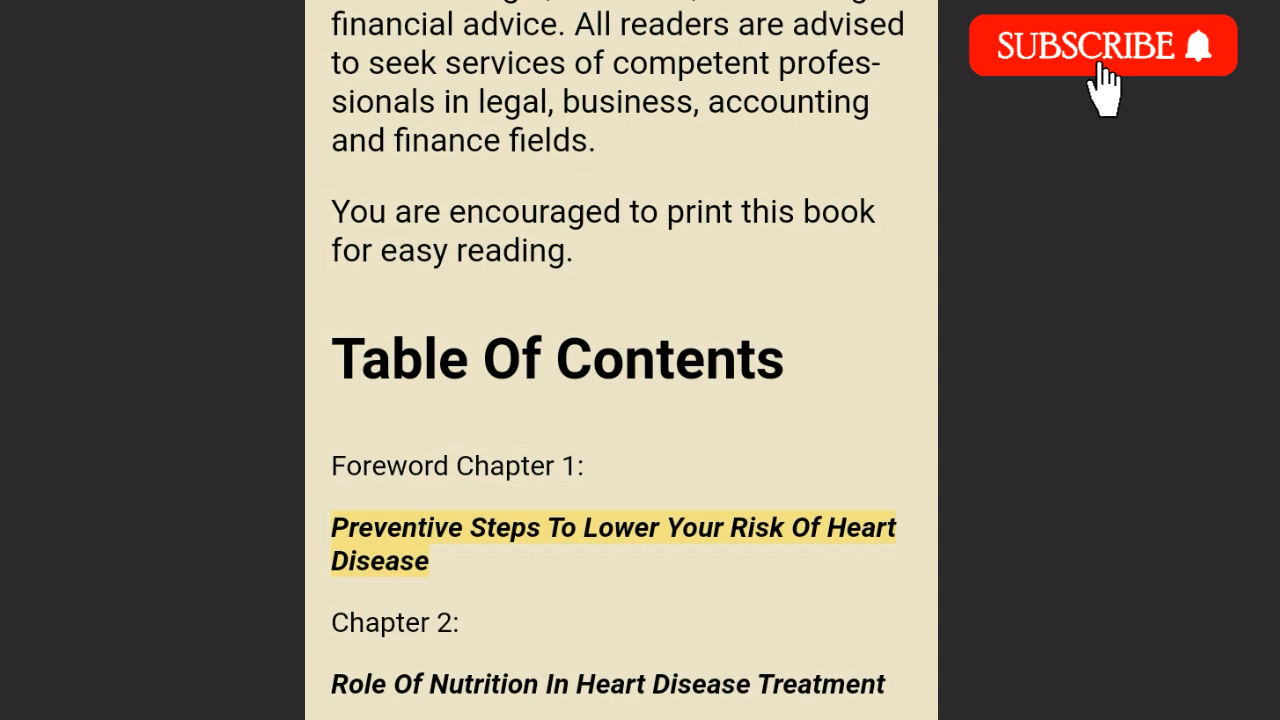 financial advice. All readers are advised
to seek services of competent profes-
sionals in legal, business, accounting
and finance fields.
You are encouraged to print this book
for easy reading.
Table Of Contents
Foreword Chapter 1:
Preventive Steps To Lower Your Risk Of Heart
Disease
Chapter 2:
Role Of Nutrition In Heart Disease Treatment
SUBSCRIBE